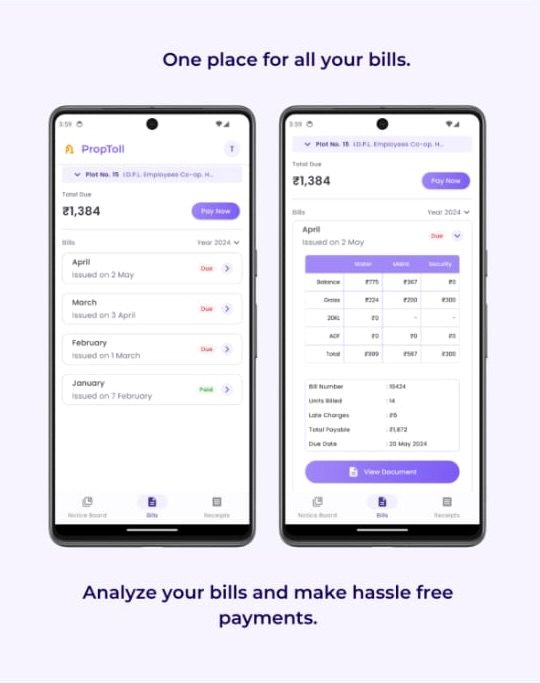 One place for all your bills.
3:59
PropToll
T
Plot No. 15 I.D.P.L. Employees Co-op. H...
Total Due
₹1,384
Pay Now
Bills
Year 2024
April
Issued on 2 May
Due
March
Issued on 3 April
Due
February
Issued on 1 March
Due
January
Issued on 7 February
Paid
Notice Board
Bills
Receipts
3:59
Plot No. 15 I.D.P.L. Employees Co-op. H...
Total Due
₹1,384
Pay Now
Bills
Year 2024
April
Issued on 2 May
Due
Water Maint. Security
Balance ₹775 ₹367 ₹0
Gross ₹224 ₹200 ₹300
20KL ₹0 - -
ACF ₹0 ₹0 ₹0
Total ₹999 ₹567 ₹300
Bill Number : 10424
Units Billed : 14
Late Charges : ₹6
Total Payable : ₹1,872
Due Date : 20 May 2024
View Document
Notice Board
Bills
Receipts
Analyze your bills and make hassle free
payments.